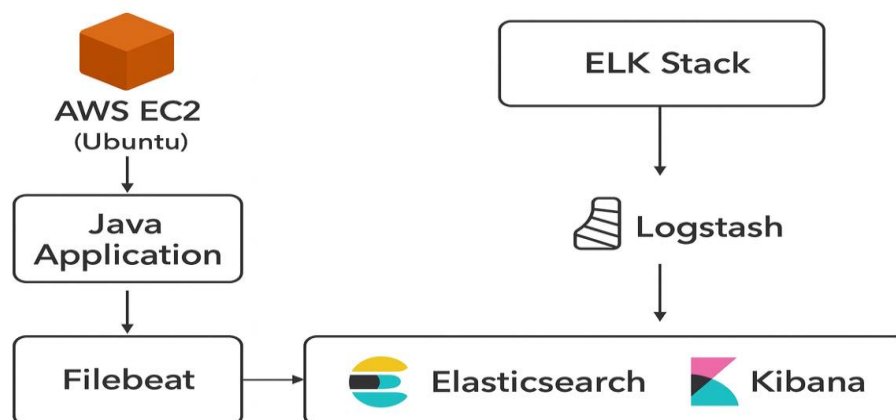 AWS EC2
(Ubuntu)
Java
Application
Filebeat
ELK Stack
Logstash
Elasticsearch
Kibana